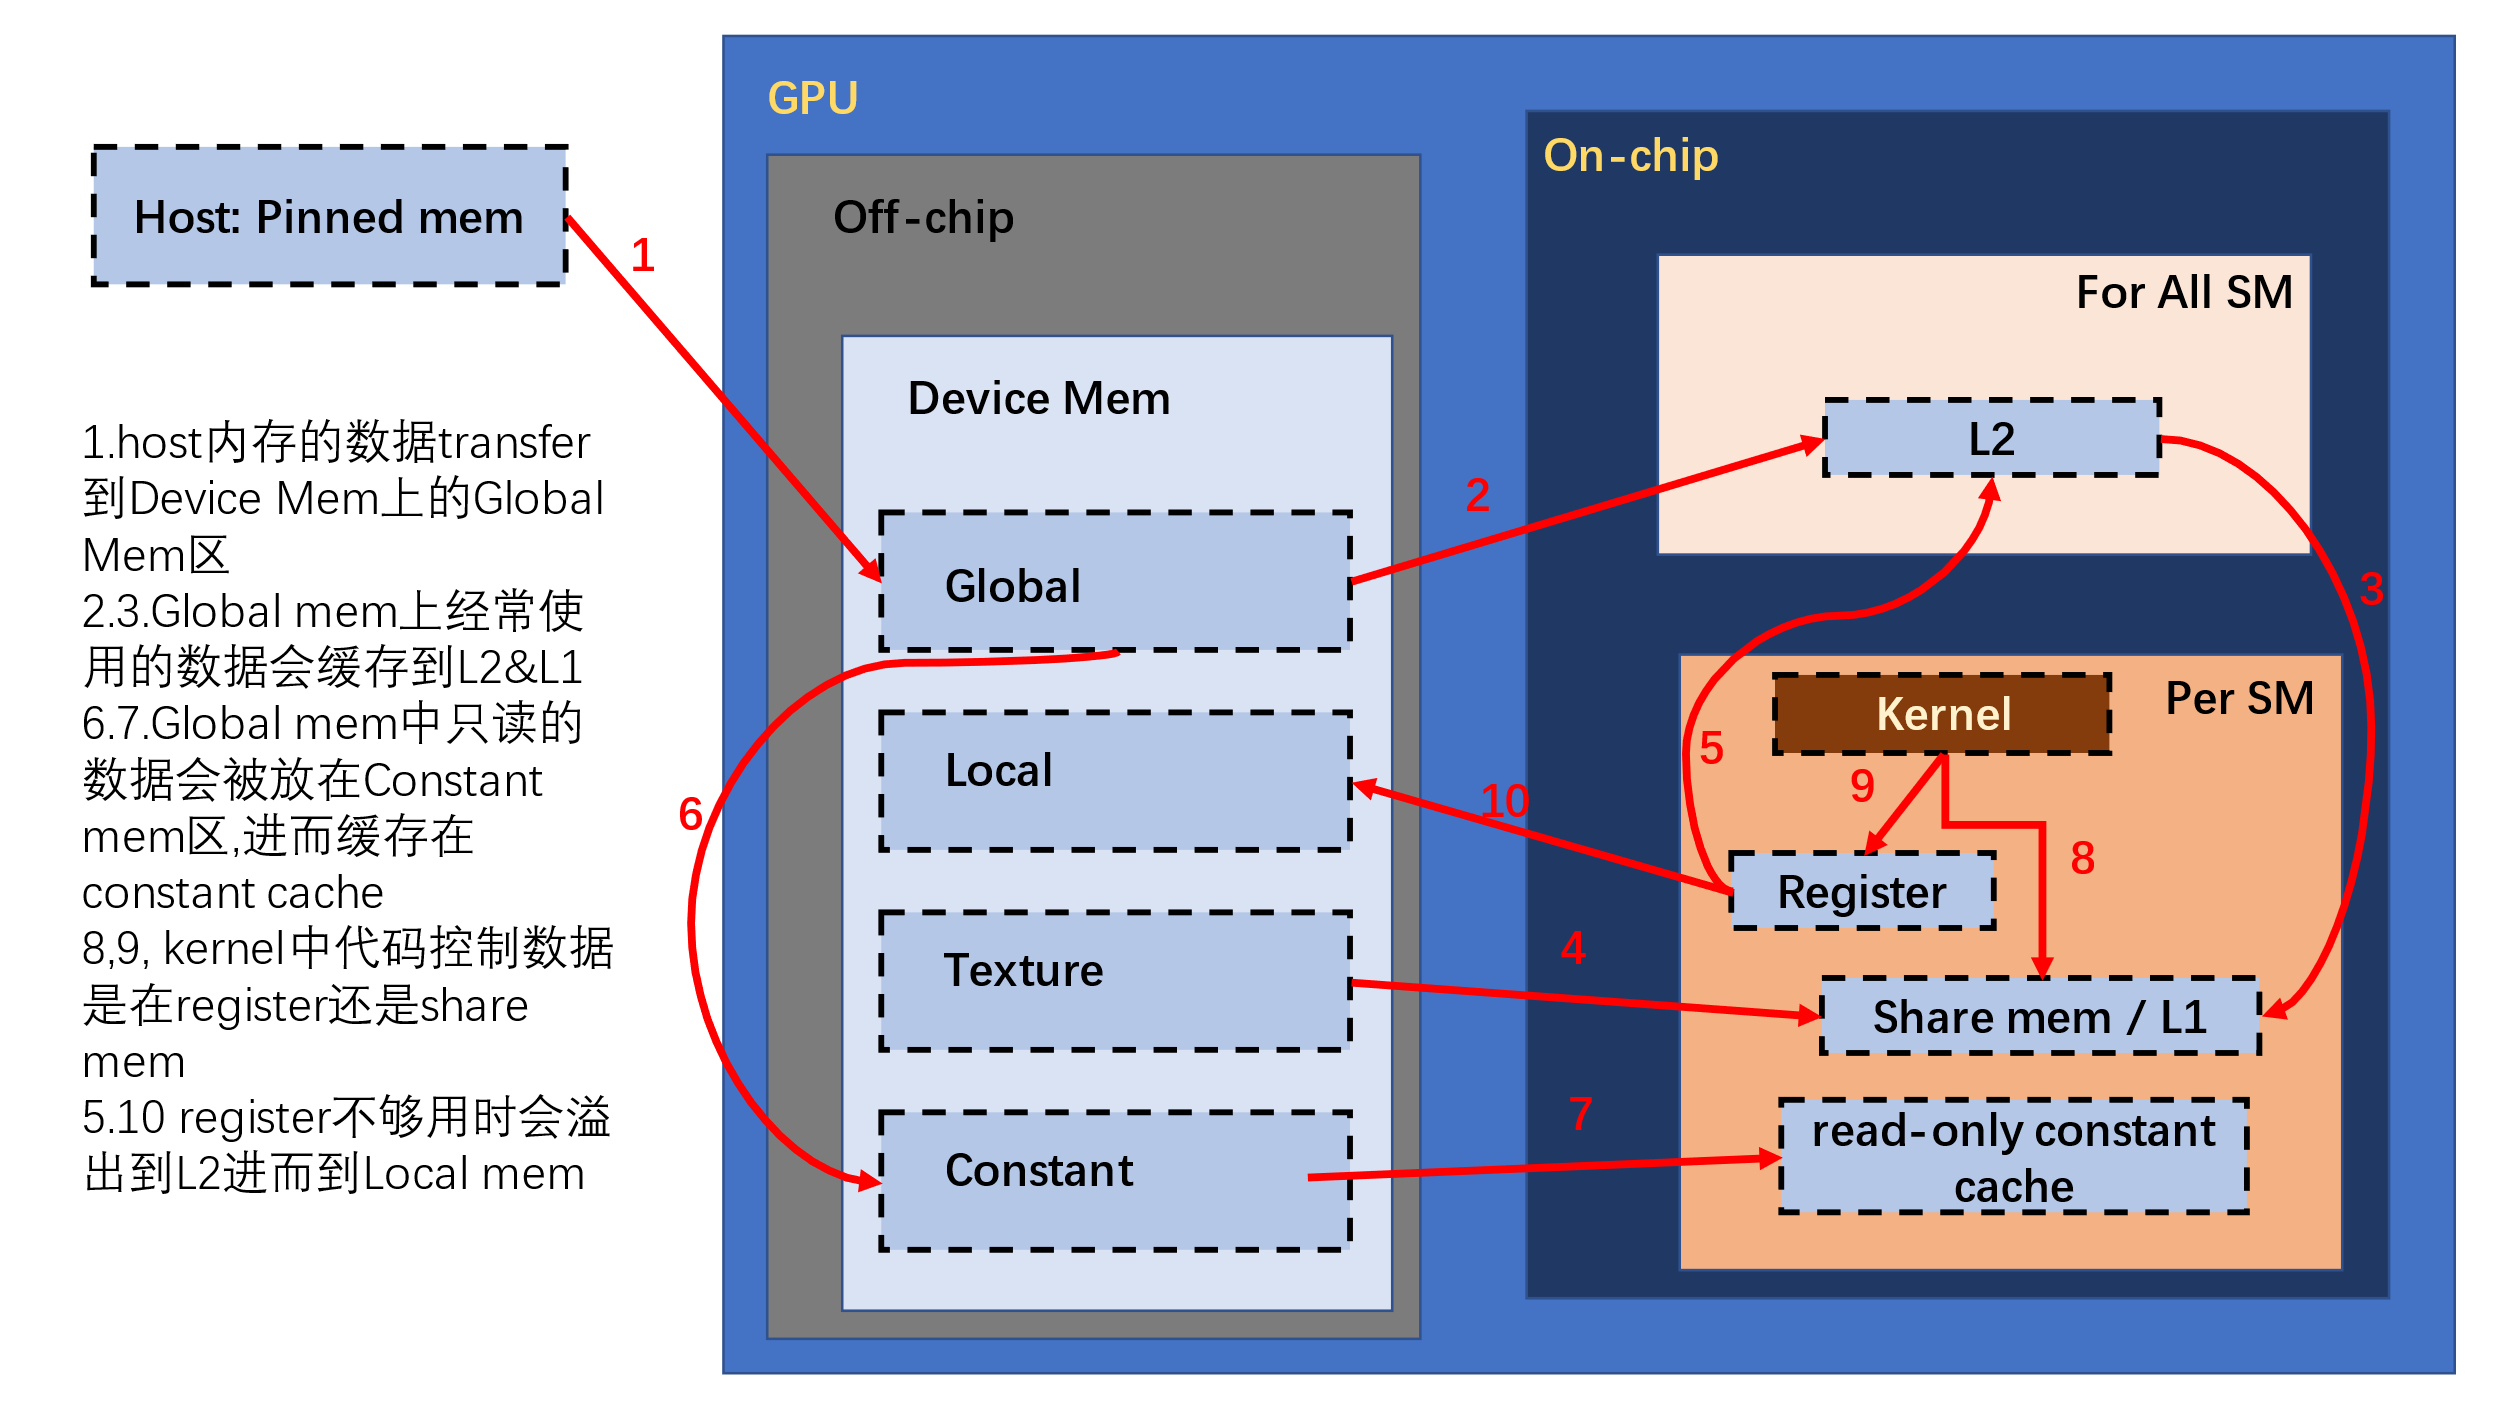 GPU
On-chip
Host: Pinned mem
Off-chip
1
For All SM
Device Mem
L2
1.host内存的数据transfer
到Device Mem上的Global
Mem区
2.3.Global mem上经常使
用的数据会缓存到L2&L1
6.7.Global mem中只读的
数据会被放在Constant
mem区,进而缓存在
constant cache
8,9, kernel中代码控制数据
是在register还是share
mem
5.10 register不够用时会溢
出到L2进而到Local mem
2
Global
3
Kernel
Per SM
5
Local
9
10
6
8
Register
4
Texture
Share mem / L1
7
Constant
read-only constant
cache